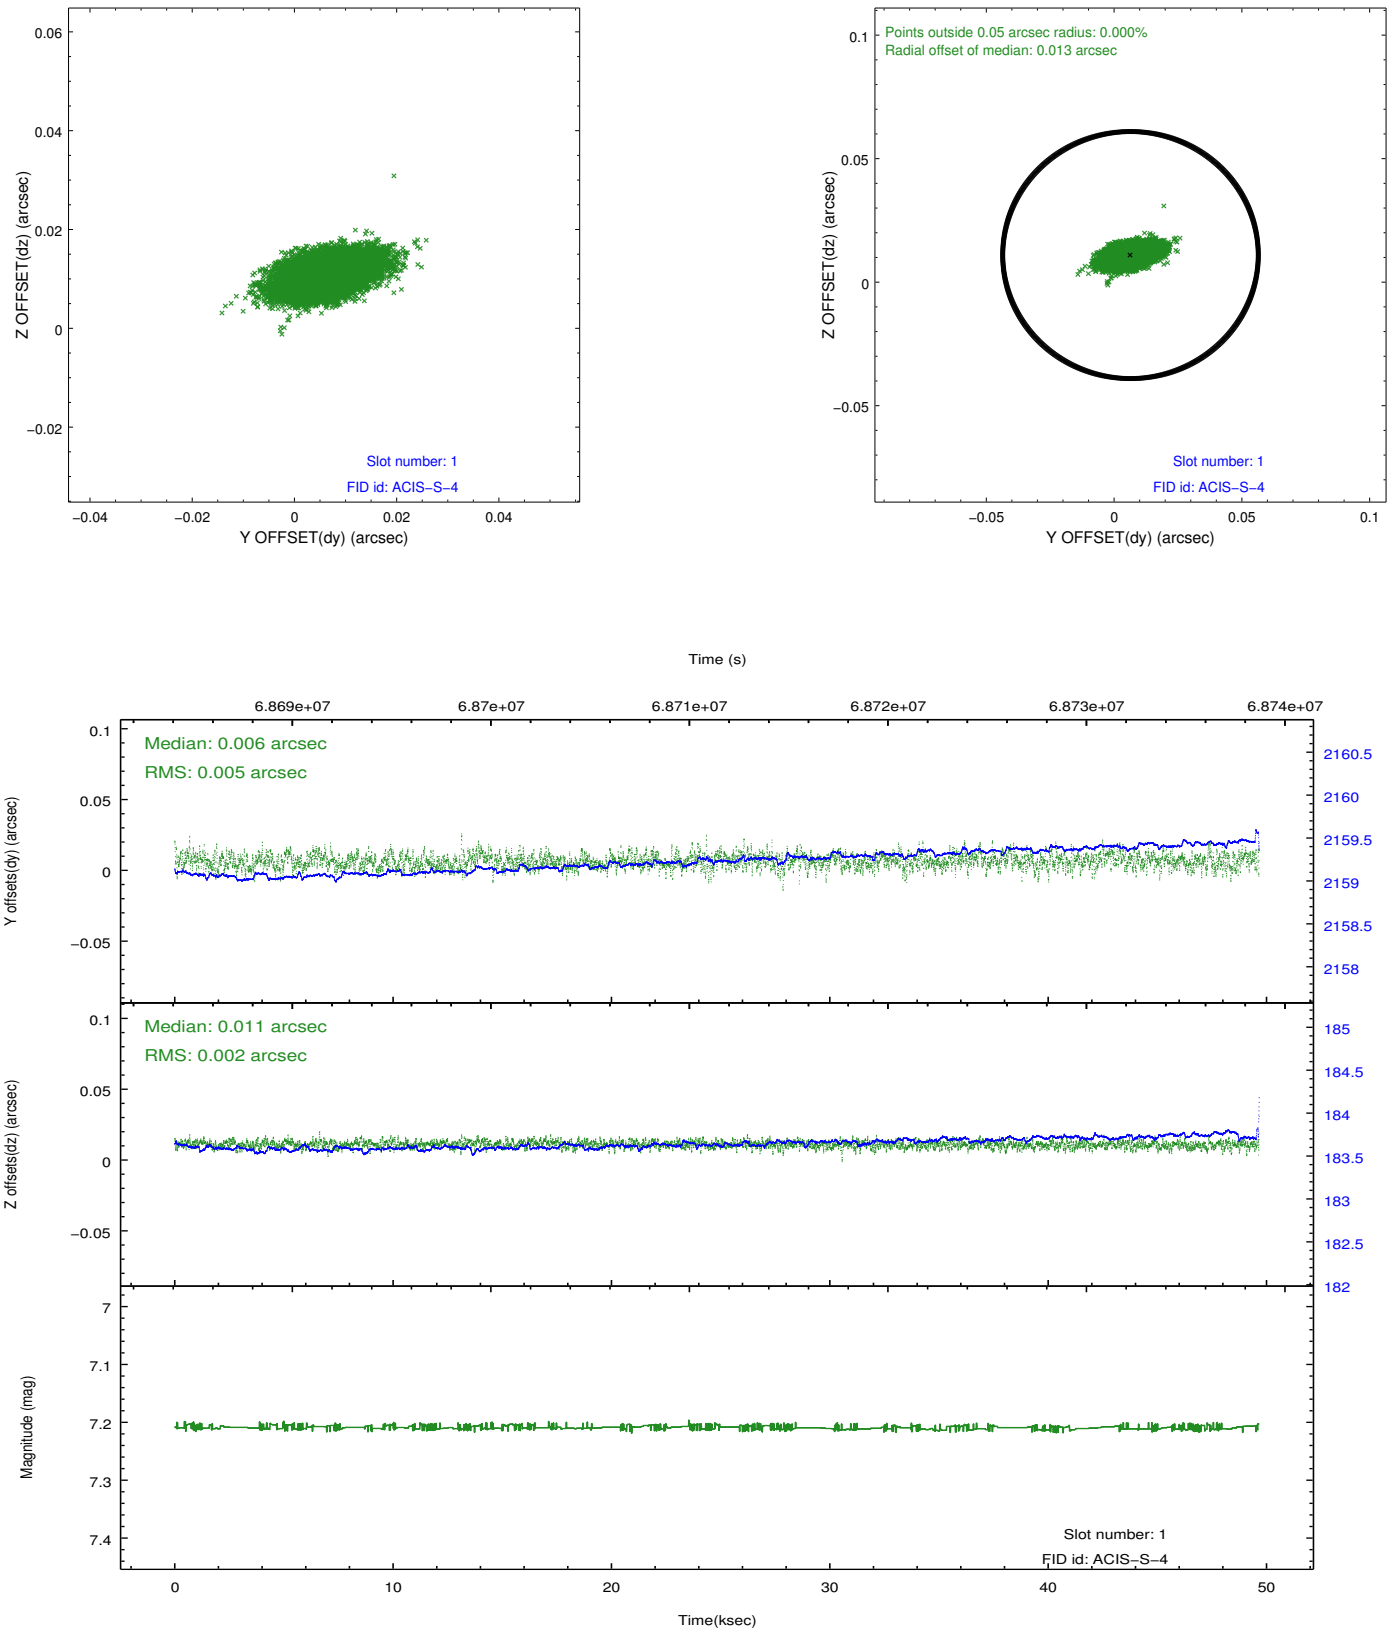 0.06
0.04
0.02
0
−0.02
Z OFFSET(dz) (arcsec)
Slot number: 1
FID id: ACIS−S−4
−0.04 −0.02 0 0.02 0.04
Y OFFSET(dy) (arcsec)
Points outside 0.05 arcsec radius: 0.000%
Radial offset of median: 0.013 arcsec
0.1
0.05
0
−0.05
Z OFFSET(dz) (arcsec)
Slot number: 1
FID id: ACIS−S−4
−0.05 0 0.05 0.1
Y OFFSET(dy) (arcsec)
Time (s)
6.869e+07 6.87e+07 6.871e+07 6.872e+07 6.873e+07 6.874e+07
Median: 0.006 arcsec
RMS: 0.005 arcsec
0.1
0.05
0
−0.05
Y offsets(dy) (arcsec)
2160.5
2160
2159.5
2159
2158.5
2158
Median: 0.011 arcsec
RMS: 0.002 arcsec
0.1
0.05
0
−0.05
Z offsets(dz) (arcsec)
185
184.5
184
183.5
183
182.5
182
7
7.1
7.2
7.3
7.4
Magnitude (mag)
Slot number: 1
FID id: ACIS−S−4
0 10 20 30 40 50
Time(ksec)